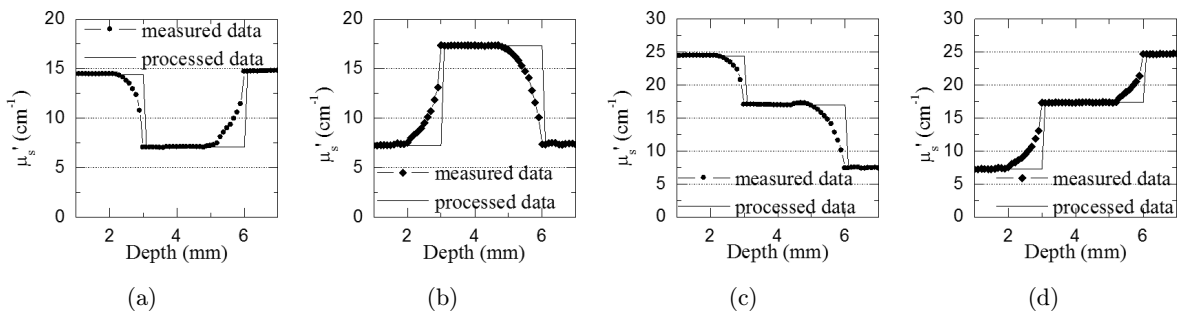 20
15
10
5
0
μs' (cm-1)
measured data
processed data
2 4 6
Depth (mm)
(a)
20
15
10
5
0
μs' (cm-1)
measured data
processed data
2 4 6
Depth (mm)
(b)
30
25
20
15
10
5
0
μs' (cm-1)
measured data
processed data
2 4 6
Depth (mm)
(c)
30
25
20
15
10
5
0
μs' (cm-1)
measured data
processed data
2 4 6
Depth (mm)
(d)